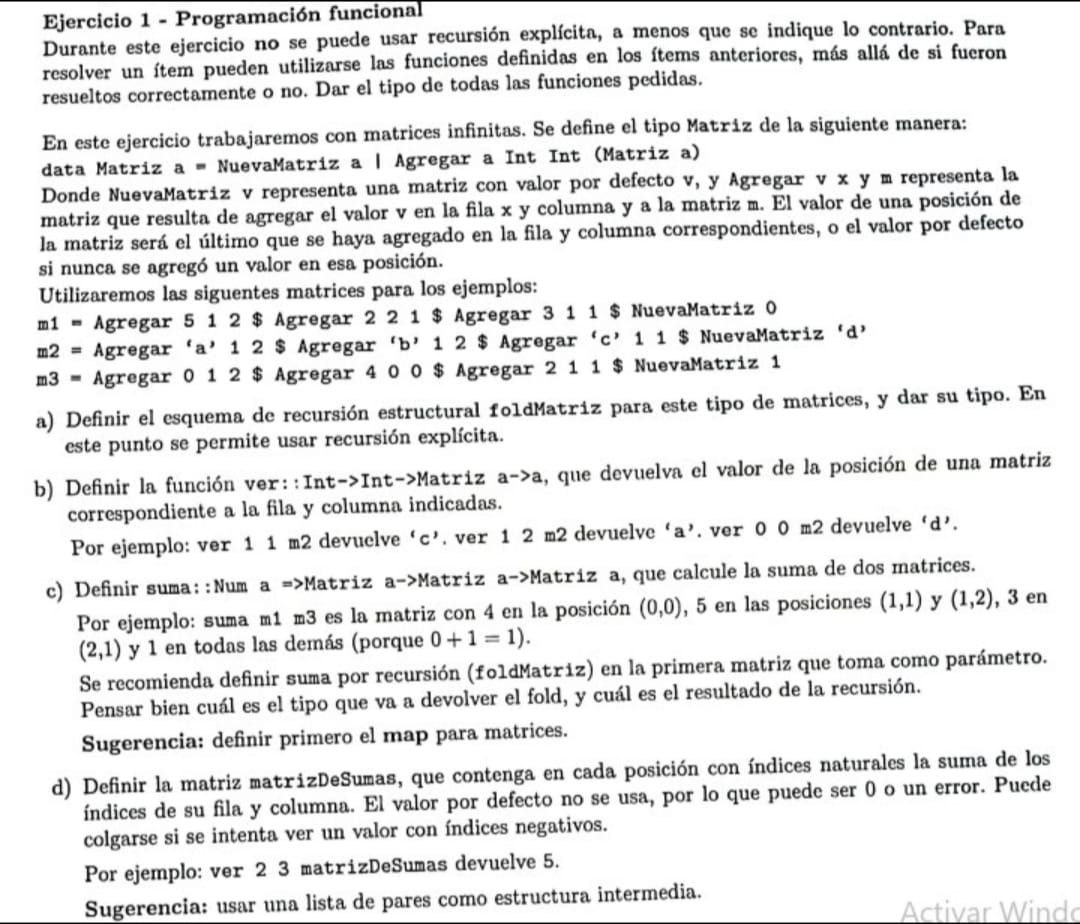 Ejercicio 1 - Programación funcional
Durante este ejercicio no se puede usar recursión explícita, a menos que se indique lo contrario. Para
resolver un ítem pueden utilizarse las funciones definidas en los ítems anteriores, más allá de si fueron
resueltos correctamente o no. Dar el tipo de todas las funciones pedidas.
En este ejercicio trabajaremos con matrices infinitas. Se define el tipo Matriz de la siguiente manera:
data Matriz a = NuevaMatriz a | Agregar a Int Int (Matriz a)
Donde NuevaMatriz v representa una matriz con valor por defecto v, y Agregar v x y m representa la
matriz que resulta de agregar el valor v en la fila x y columna y a la matriz m. El valor de una posición de
la matriz será el último que se haya agregado en la fila y columna correspondientes, o el valor por defecto
si nunca se agregó un valor en esa posición.
Utilizaremos las siguentes matrices para los ejemplos:
m1 = Agregar 5 1 2 $ Agregar 2 2 1 $ Agregar 3 1 1 $ NuevaMatriz 0
m2 = Agregar ‘a’ 1 2 $ Agregar ‘b’ 1 2 $ Agregar ‘c’ 1 1 $ NuevaMatriz ‘d’
m3 = Agregar 0 1 2 $ Agregar 4 0 0 $ Agregar 2 1 1 $ NuevaMatriz 1
a) Definir el esquema de recursión estructural foldMatriz para este tipo de matrices, y dar su tipo. En
este punto se permite usar recursión explícita.
b) Definir la función ver::Int->Int->Matriz a->a, que devuelva el valor de la posición de una matriz
correspondiente a la fila y columna indicadas.
Por ejemplo: ver 1 1 m2 devuelve ‘c’. ver 1 2 m2 devuelve ‘a’. ver 0 0 m2 devuelve ‘d’.
c) Definir suma::Num a =>Matriz a->Matriz a->Matriz a, que calcule la suma de dos matrices.
Por ejemplo: suma m1 m3 es la matriz con 4 en la posición (0,0), 5 en las posiciones (1,1) y (1,2), 3 en
(2,1) y 1 en todas las demás (porque 0 + 1 = 1).
Se recomienda definir suma por recursión (foldMatriz) en la primera matriz que toma como parámetro.
Pensar bien cuál es el tipo que va a devolver el fold, y cuál es el resultado de la recursión.
Sugerencia: definir primero el map para matrices.
d) Definir la matriz matrizDeSumas, que contenga en cada posición con índices naturales la suma de los
índices de su fila y columna. El valor por defecto no se usa, por lo que puede ser 0 o un error. Puede
colgarse si se intenta ver un valor con índices negativos.
Por ejemplo: ver 2 3 matrizDeSumas devuelve 5.
Sugerencia: usar una lista de pares como estructura intermedia.
Activar Windo